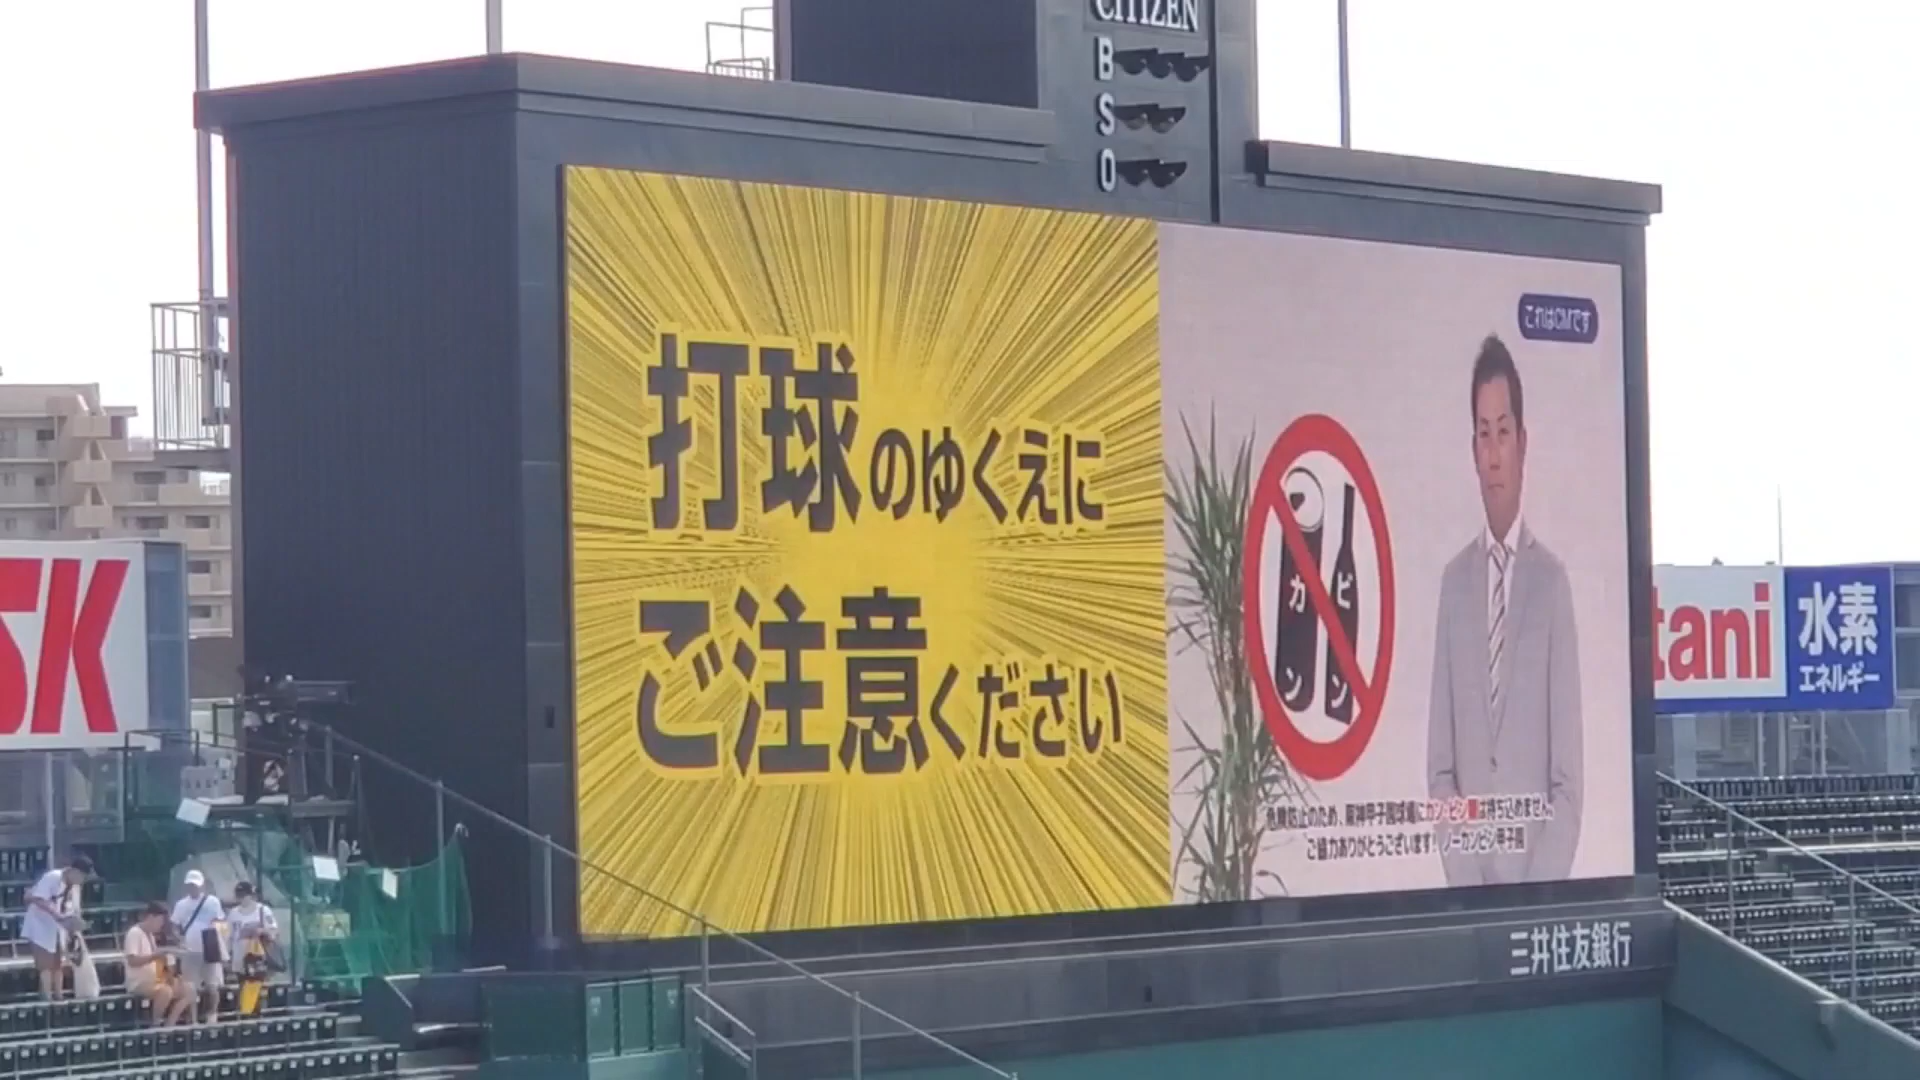 CITIZEN
B
S
O
打球のゆくえに
ご注意ください
これはCMです
カン
ビン
危険防止のため、阪神甲子園球場にカン・ビン類は持ち込めません。
ご協力ありがとうございます! ノーカンビン甲子園
三井住友銀行
SK
tani
水素
エネルギー